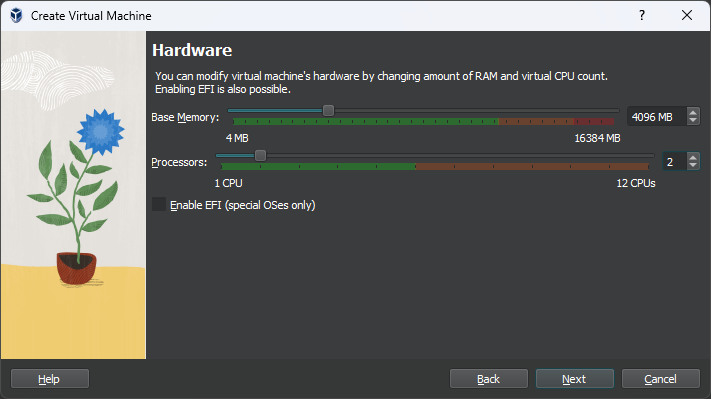 Create Virtual Machine
?
Hardware
You can modify virtual machine's hardware by changing amount of RAM and virtual CPU count.
Enabling EFI is also possible.
Base Memory: 4096 MB
4 MB 16384 MB
Processors: 2
1 CPU 12 CPUs
Enable EFI (special OSes only)
Help Back Next Cancel